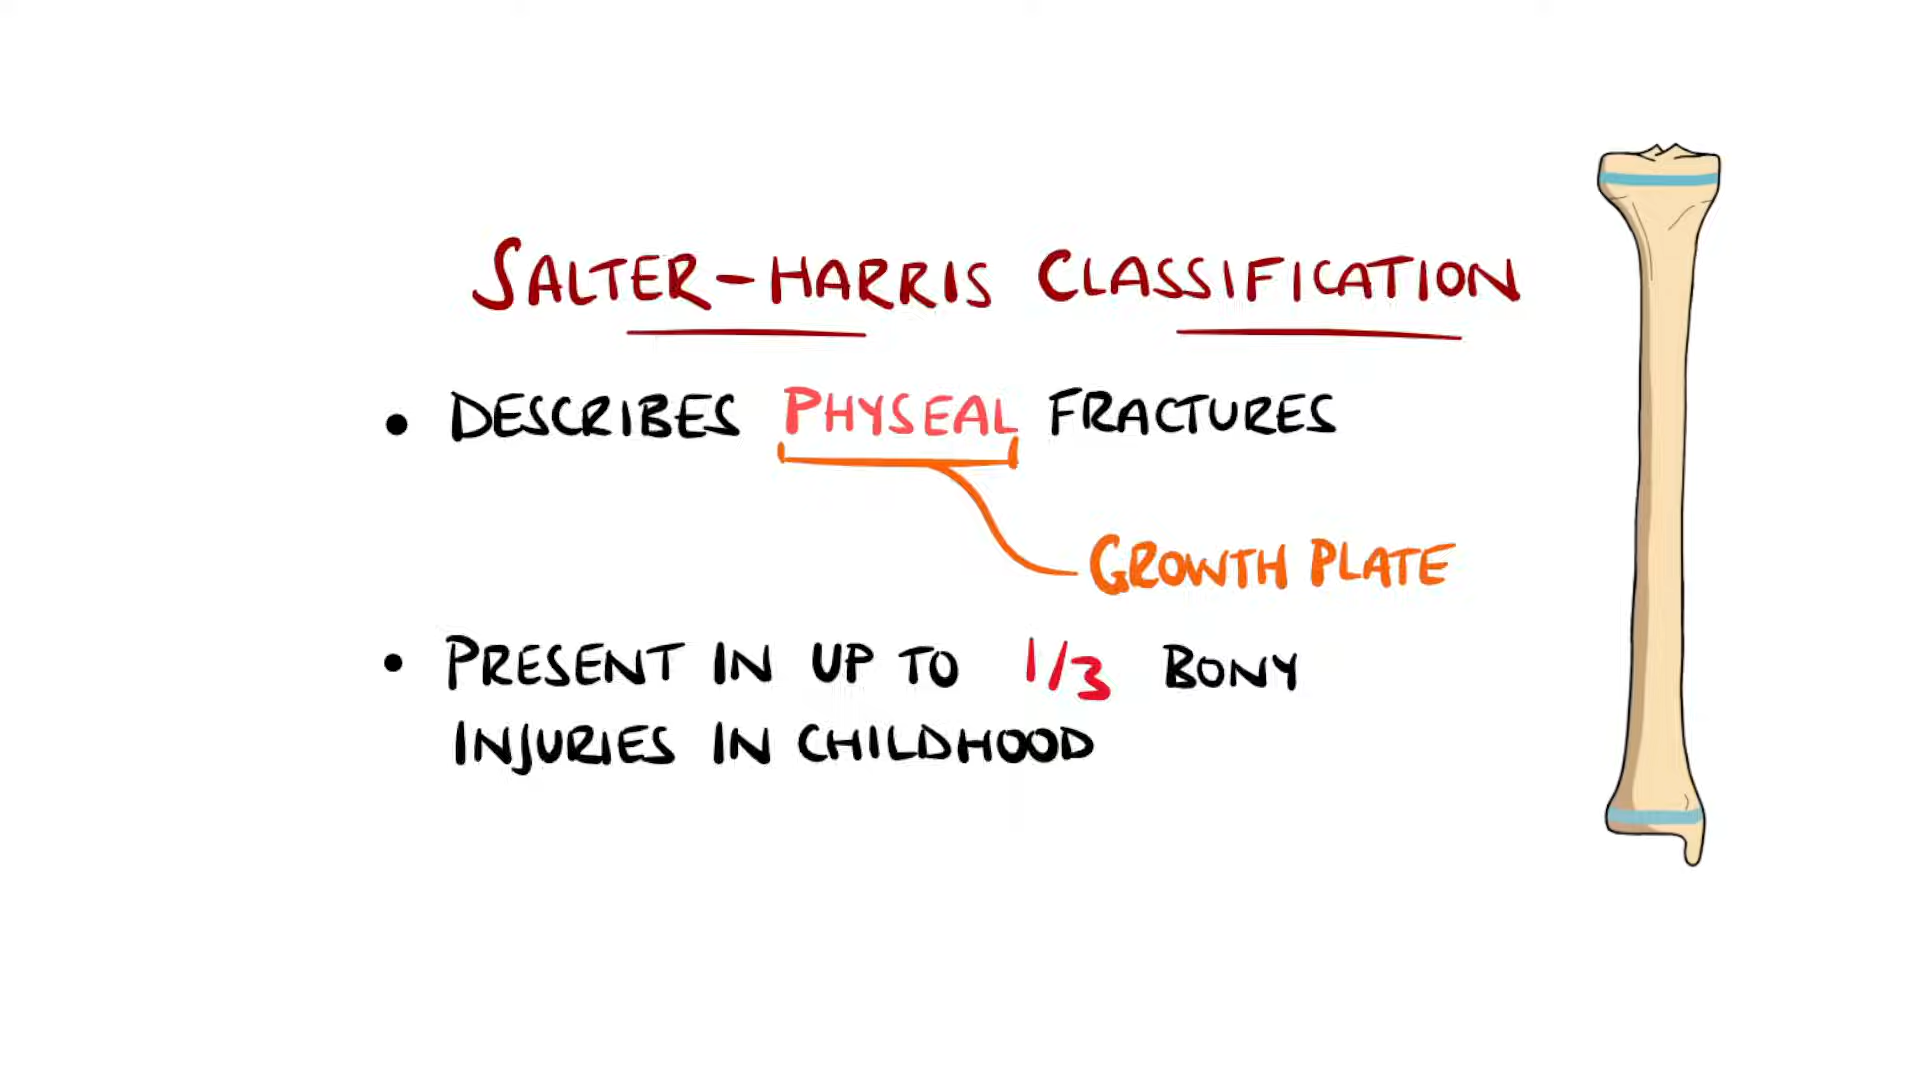 SALTER-HARRIS CLASSIFICATION
• DESCRIBES PHYSEAL FRACTURES
GROWTH PLATE
• PRESENT IN UP TO 1/3 BONY
INJURIES IN CHILDHOOD